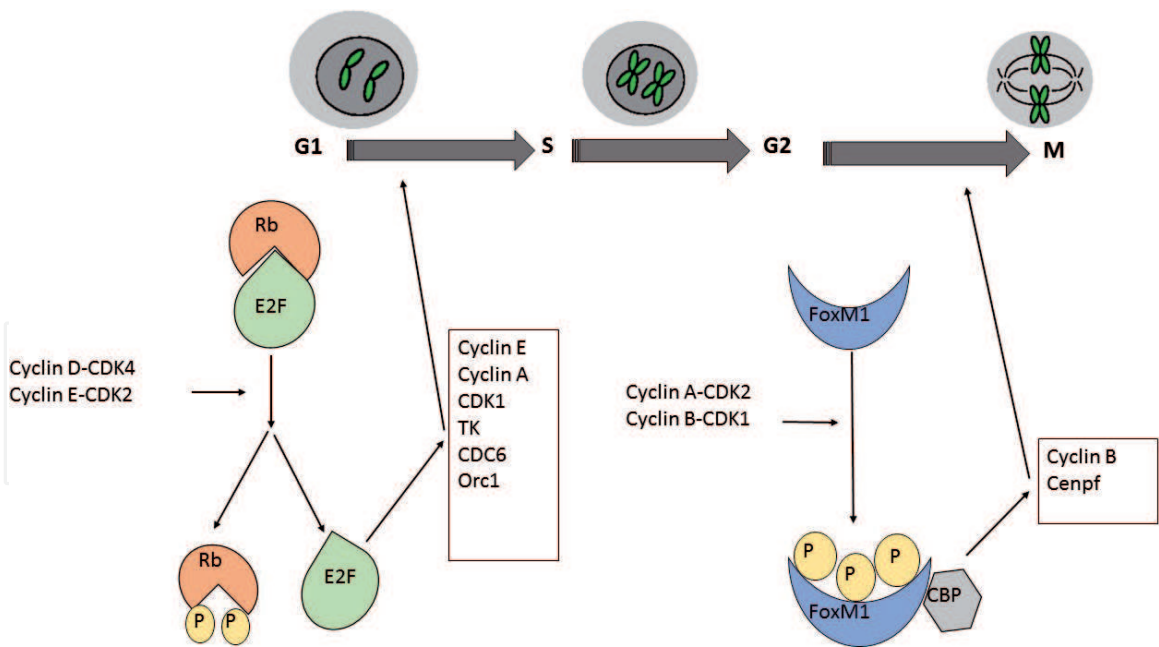 G1
S
G2
M
Rb
E2F
Cyclin D-CDK4
Cyclin E-CDK2
Rb
P
P
E2F
Cyclin E
Cyclin A
CDK1
TK
CDC6
Orc1
FoxM1
Cyclin A-CDK2
Cyclin B-CDK1
P
P
P
FoxM1
CBP
Cyclin B
Cenpf